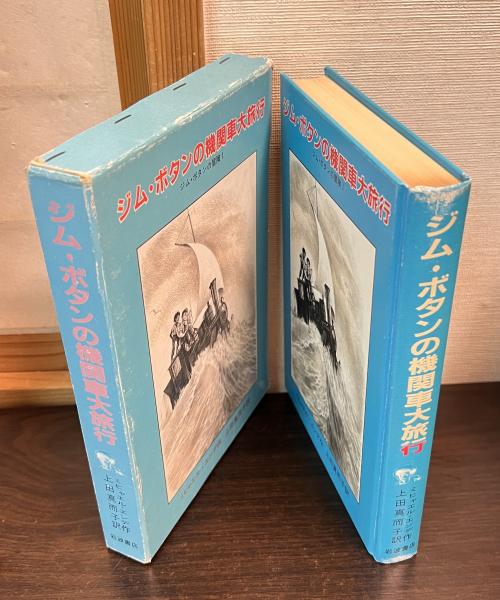 ジム・ボタンの機関車大旅行
ミヒャエル・エンデ作
上田真而子訳
岩波書店
ジム・ボタンの機関車大旅行
ジム・ボタンの冒険1
ジム・ボタンの機関車大旅行
ジム・ボタンの冒険1
ジム・ボタンの機関車大旅行
ミヒャエル・エンデ作
上田真而子訳
岩波書店